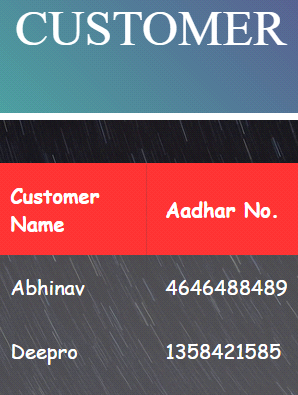 CUSTOMER
Customer Name Aadhar No.
Abhinav 4646488489
Deepro 1358421585